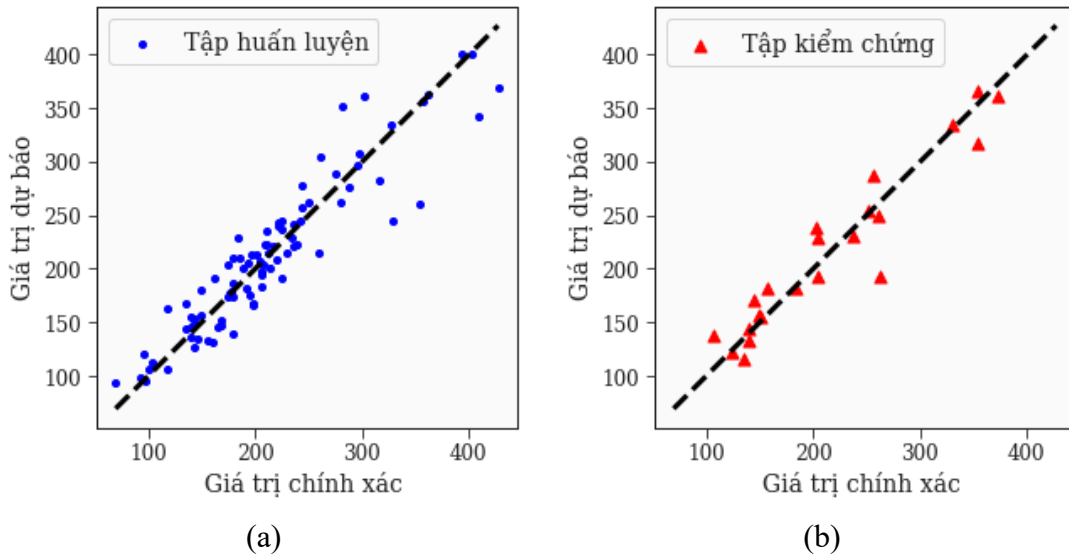 Tập huấn luyện
400
350
300
250
200
150
100
Giá trị dự báo
100 200 300 400
Giá trị chính xác
(a)
Tập kiểm chứng
400
350
300
250
200
150
100
Giá trị dự báo
100 200 300 400
Giá trị chính xác
(b)